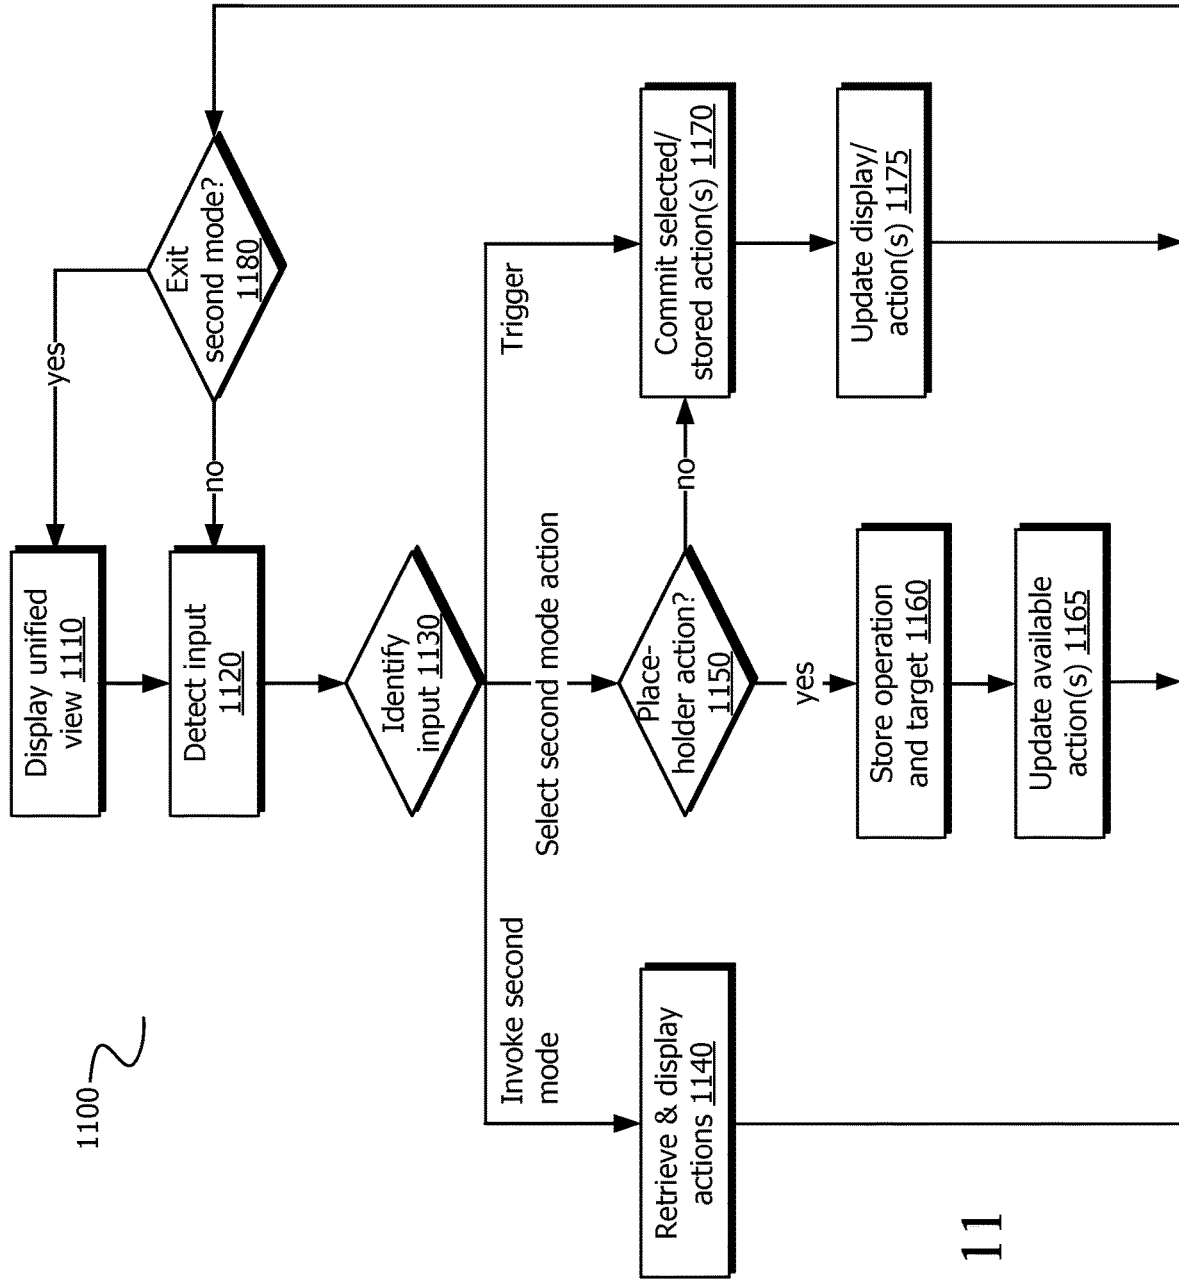 1100
Display unified
view 1110
yes
Exit
second mode?
1180
no
Detect input
1120
Identify
input 1130
Invoke second
mode
Select second mode action
Trigger
Retrieve & display
actions 1140
Place-
holder action?
1150
no
Commit selected/
stored action(s) 1170
yes
Store operation
and target 1160
Update display/
action(s) 1175
Update available
action(s) 1165
11